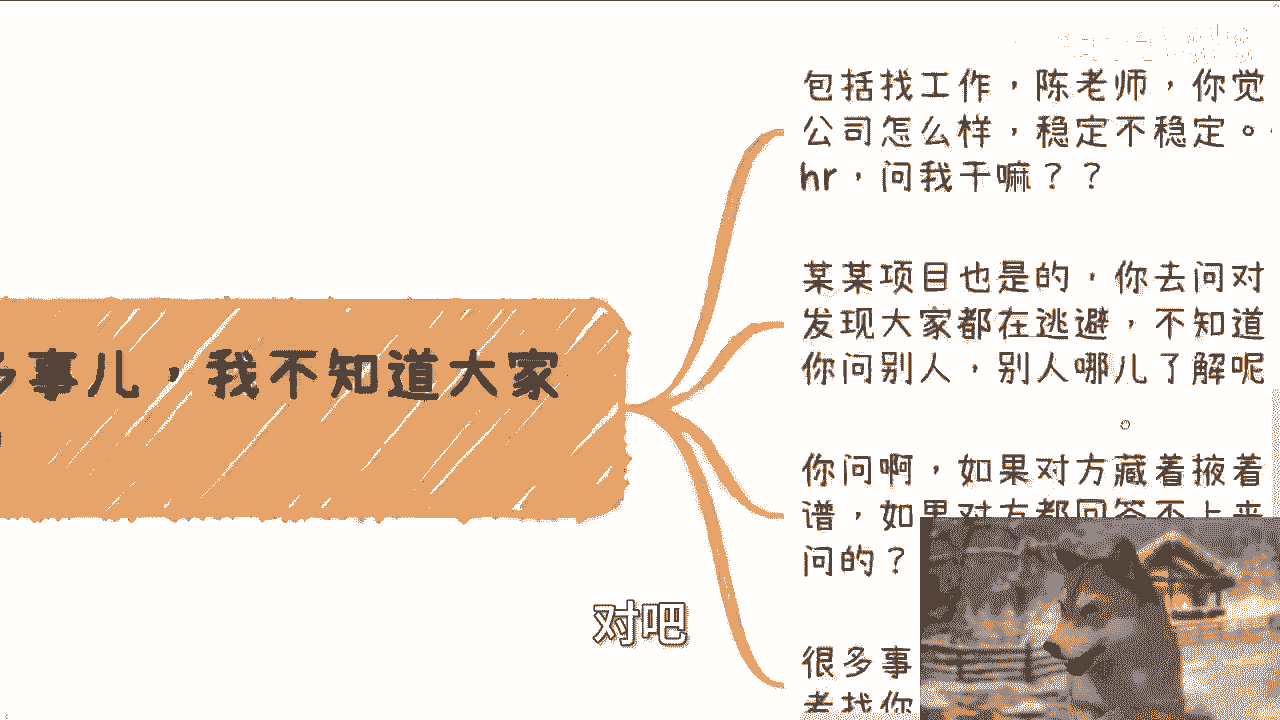 多事儿，我不知道大家
包括找工作，陈老师，你觉
公司怎么样，稳定不稳定。
hr，问我干嘛？？
某某项目也是的，你去问对
发现大家都在逃避，不知道
你问别人，别人哪儿了解呢
你问啊，如果对方藏着掖着
谱，如果对方都回答不上来
问的？
很多事
者找你
对吧